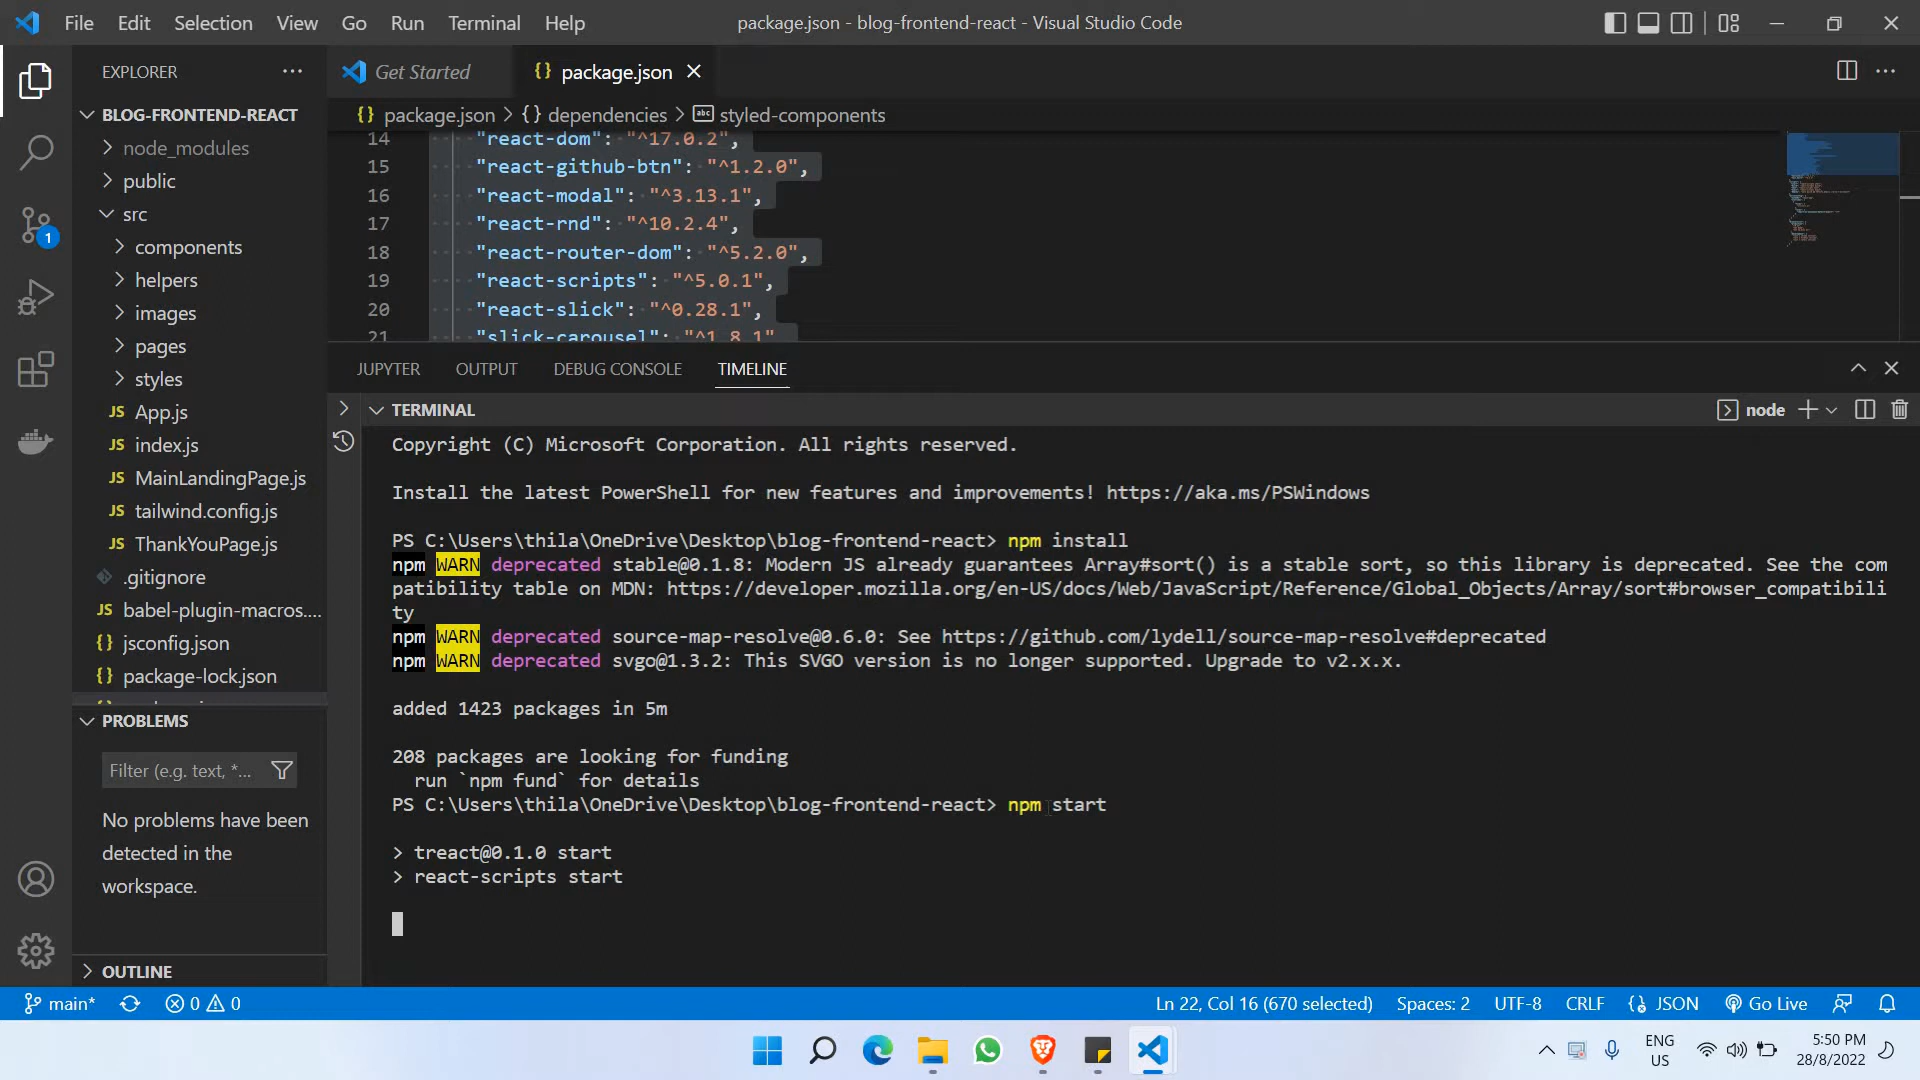 File Edit Selection View Go Run Terminal Help
package.json - blog-frontend-react - Visual Studio Code
EXPLORER
BLOG-FRONTEND-REACT
node_modules
public
src
components
helpers
images
pages
styles
JS App.js
JS index.js
JS MainLandingPage.js
JS tailwind.config.js
JS ThankYouPage.js
.gitignore
JS babel-plugin-macros....
{} jsconfig.json
{} package-lock.json
PROBLEMS
Filter (e.g. text, *...
No problems have been
detected in the
workspace.
OUTLINE
1
Get Started
{} package.json
{} package.json > {} dependencies > abc styled-components
14 "react-dom": "^17.0.2",
15 "react-github-btn": "^1.2.0",
16 "react-modal": "^3.13.1",
17 "react-rnd": "^10.2.4",
18 "react-router-dom": "^5.2.0",
19 "react-scripts": "^5.0.1",
20 "react-slick": "^0.28.1",
21 "slick-carousel": "^1.8.1"
JUPYTER OUTPUT DEBUG CONSOLE TIMELINE
TERMINAL
node
Copyright (C) Microsoft Corporation. All rights reserved.
Install the latest PowerShell for new features and improvements! https://aka.ms/PSWindows
PS C:\Users\thila\OneDrive\Desktop\blog-frontend-react> npm install
npm WARN deprecated stable@0.1.8: Modern JS already guarantees Array#sort() is a stable sort, so this library is deprecated. See the com
patibility table on MDN: https://developer.mozilla.org/en-US/docs/Web/JavaScript/Reference/Global_Objects/Array/sort#browser_compatibili
ty
npm WARN deprecated source-map-resolve@0.6.0: See https://github.com/lydell/source-map-resolve#deprecated
npm WARN deprecated svgo@1.3.2: This SVGO version is no longer supported. Upgrade to v2.x.x.
added 1423 packages in 5m
208 packages are looking for funding
run `npm fund` for details
PS C:\Users\thila\OneDrive\Desktop\blog-frontend-react> npm start
> treact@0.1.0 start
> react-scripts start
main* 0 0
Ln 22, Col 16 (670 selected) Spaces: 2 UTF-8 CRLF {} JSON Go Live
ENG
US
5:50 PM
28/8/2022